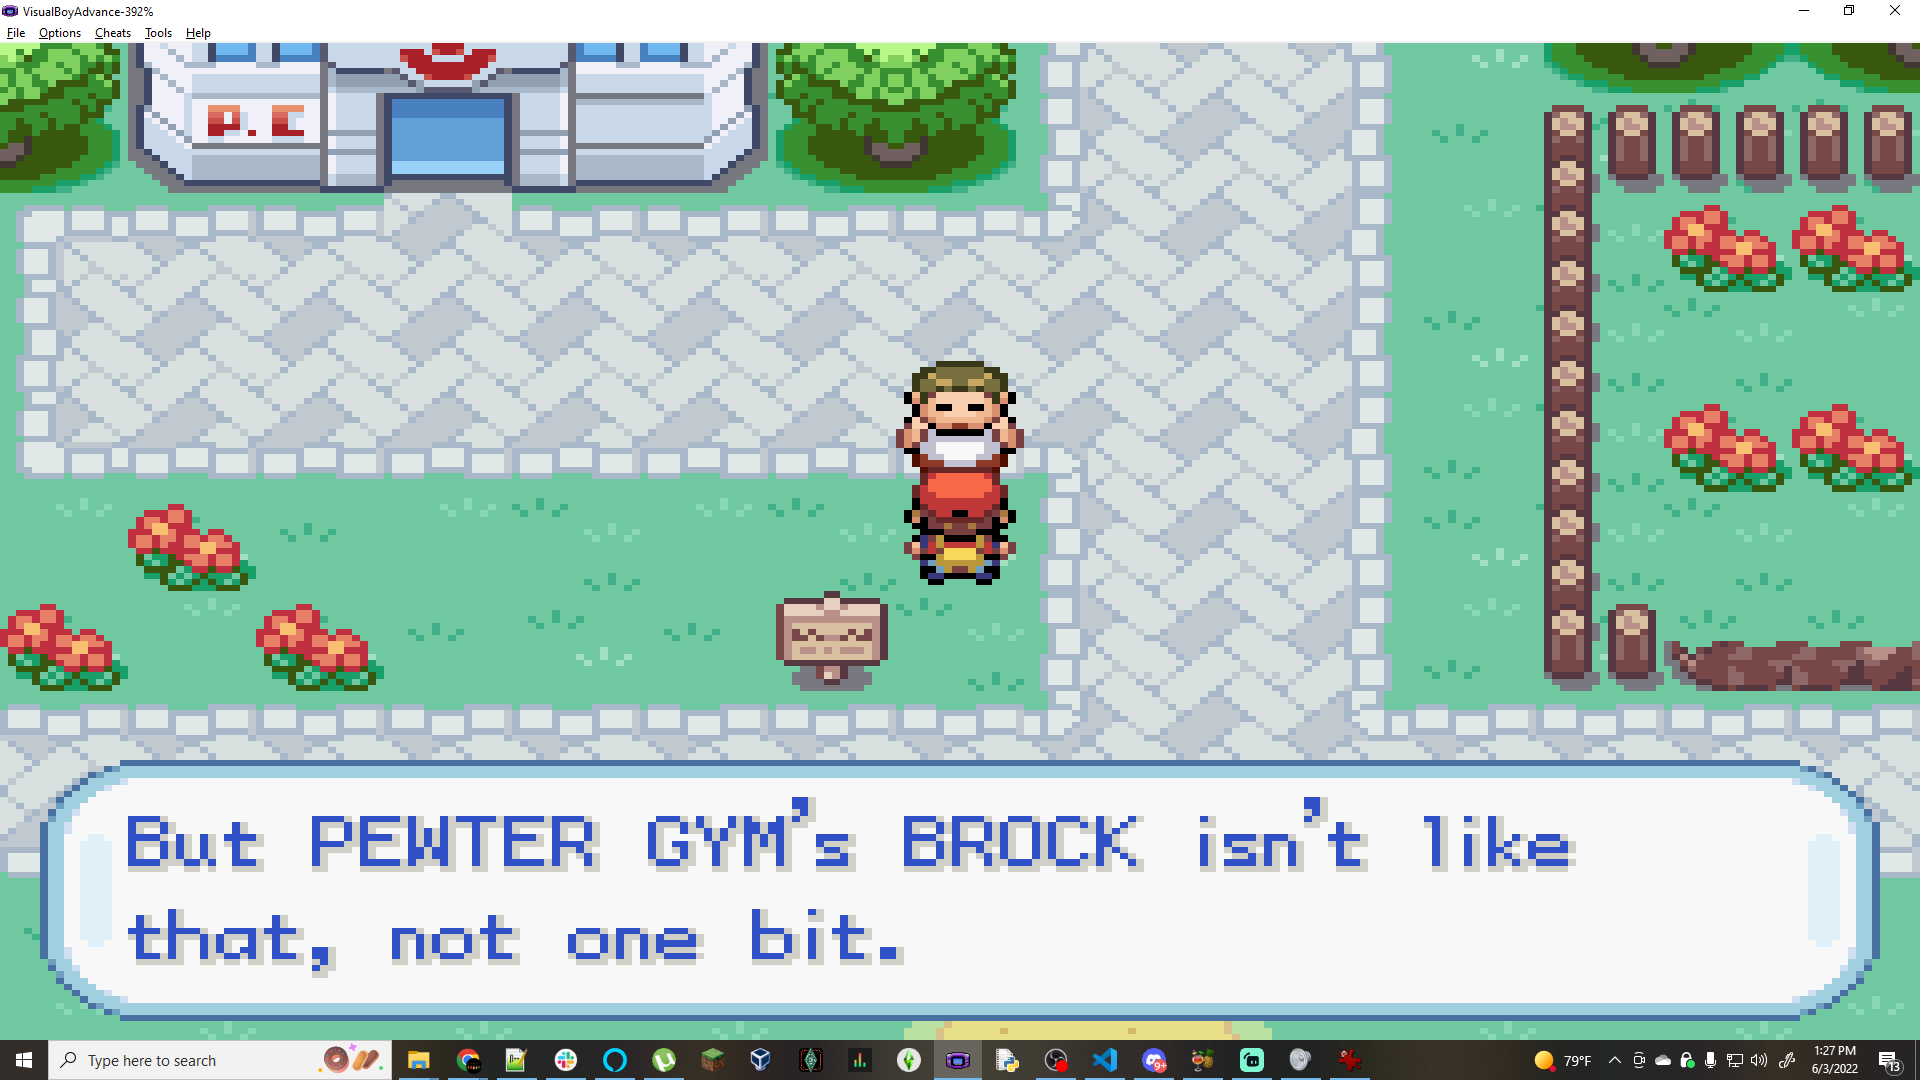 VisualBoyAdvance-392%
File Options Cheats Tools Help
P.C
But PEWTER GYM's BROCK isn't like
that, not one bit.
Type here to search
9+
79°F
1:27 PM
6/3/2022
13